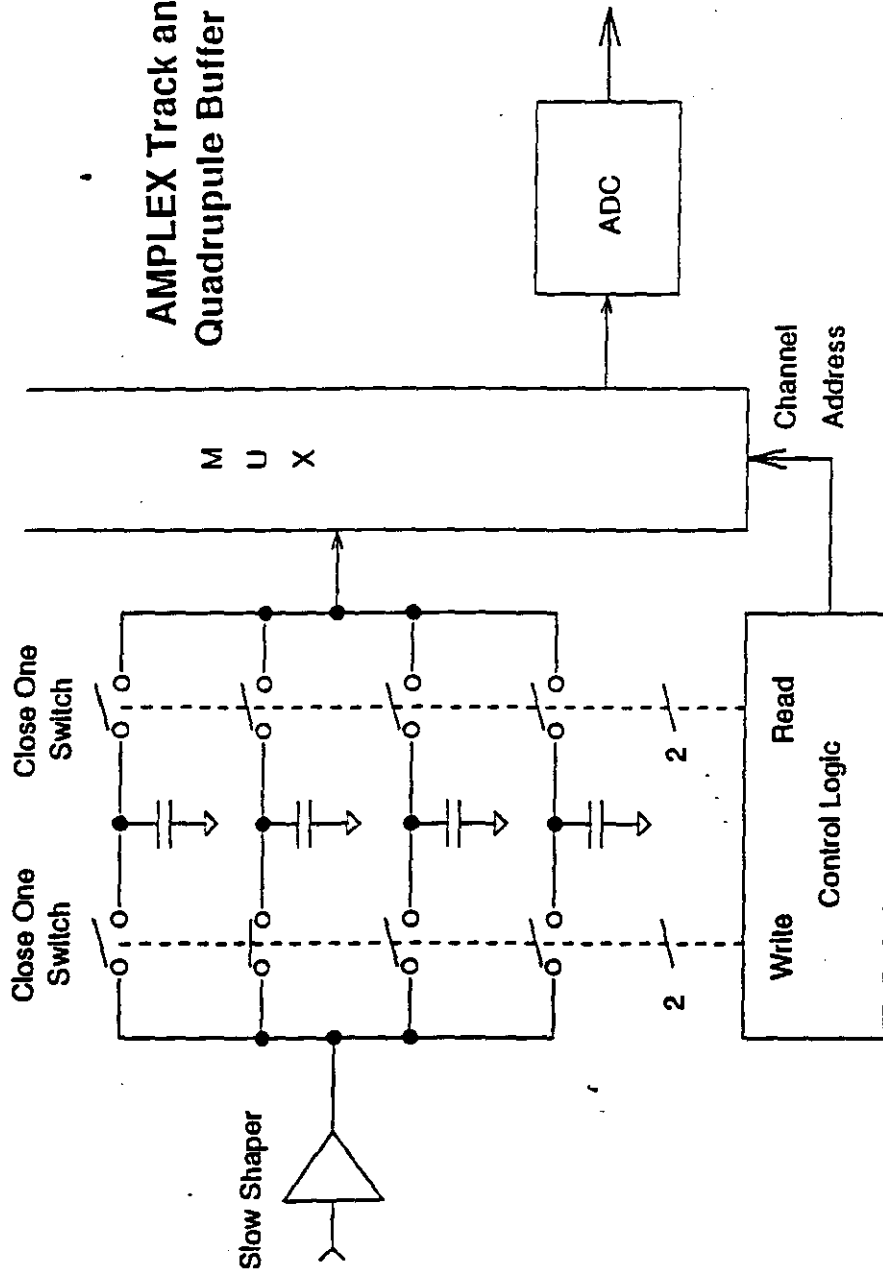 AMPLEX Track an
Quadrupule Buffer
Close One
Switch
Close One
Switch
Slow Shaper
M
U
X
ADC
2
2
Write
Read
Control Logic
Channel
Address